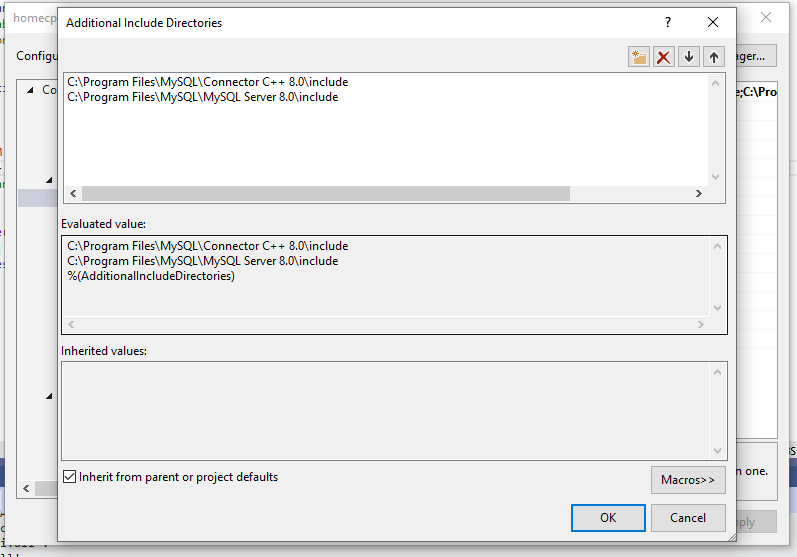 homecp
Additional Include Directories
?
Configu
ager...
C:\Program Files\MySQL\Connector C++ 8.0\include
C:\Program Files\MySQL\MySQL Server 8.0\include
Co
e;C:\Pro
Evaluated value:
C:\Program Files\MySQL\Connector C++ 8.0\include
C:\Program Files\MySQL\MySQL Server 8.0\include
%(AdditionalIncludeDirectories)
Inherited values:
Inherit from parent or project defaults
n one.
Macros>>
OK
Cancel
pply